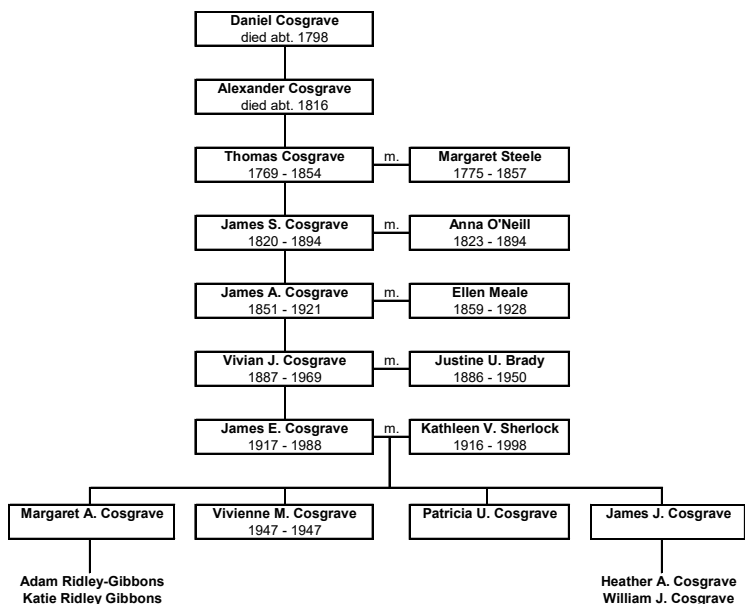 Daniel Cosgrave
died abt. 1798
Alexander Cosgrave
died abt. 1816
Thomas Cosgrave
1769 - 1854
m.
Margaret Steele
1775 - 1857
James S. Cosgrave
1820 - 1894
m.
Anna O'Neill
1823 - 1894
James A. Cosgrave
1851 - 1921
m.
Ellen Meale
1859 - 1928
Vivian J. Cosgrave
1887 - 1969
m.
Justine U. Brady
1886 - 1950
James E. Cosgrave
1917 - 1988
m.
Kathleen V. Sherlock
1916 - 1998
Margaret A. Cosgrave
Vivienne M. Cosgrave
1947 - 1947
Patricia U. Cosgrave
James J. Cosgrave
Adam Ridley-Gibbons
Katie Ridley Gibbons
Heather A. Cosgrave
William J. Cosgrave